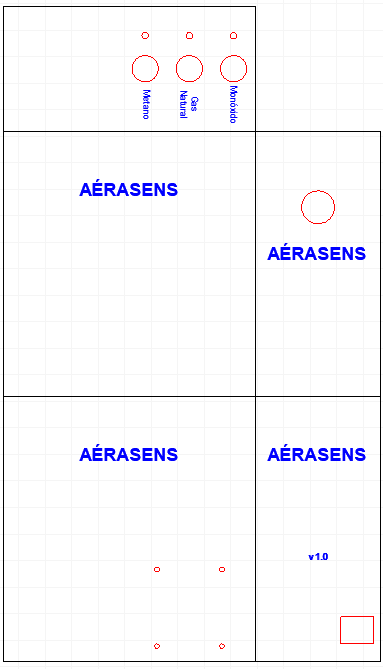 Metano
Gas
Natural
Monóxido
AÉRASENS
AÉRASENS
AÉRASENS
AÉRASENS
v1.0